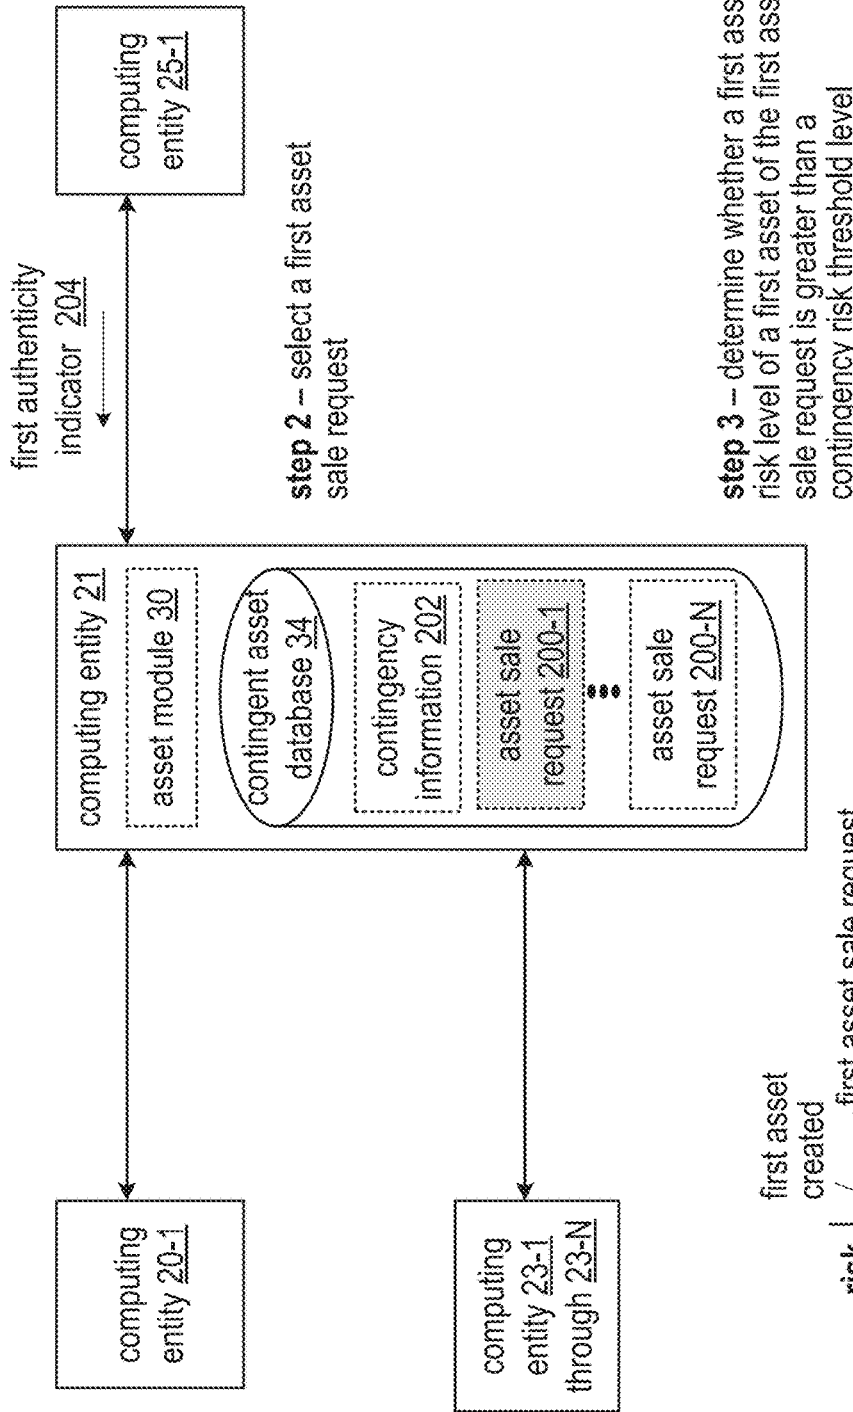 first authenticity
indicator 204
computing
entity 20-1
computing entity 21
asset module 30
computing
entity 25-1
contingent asset
database 34
step 2 – select a first asset
sale request
contingency
information 202
computing
entity 23-1
through 23-N
asset sale
request 200-1
asset sale
request 200-N
first asset
created
step 3 – determine whether a first
risk level of a first asset of the first
sale request is greater than a
contingency risk threshold level
risk
first asset sale request